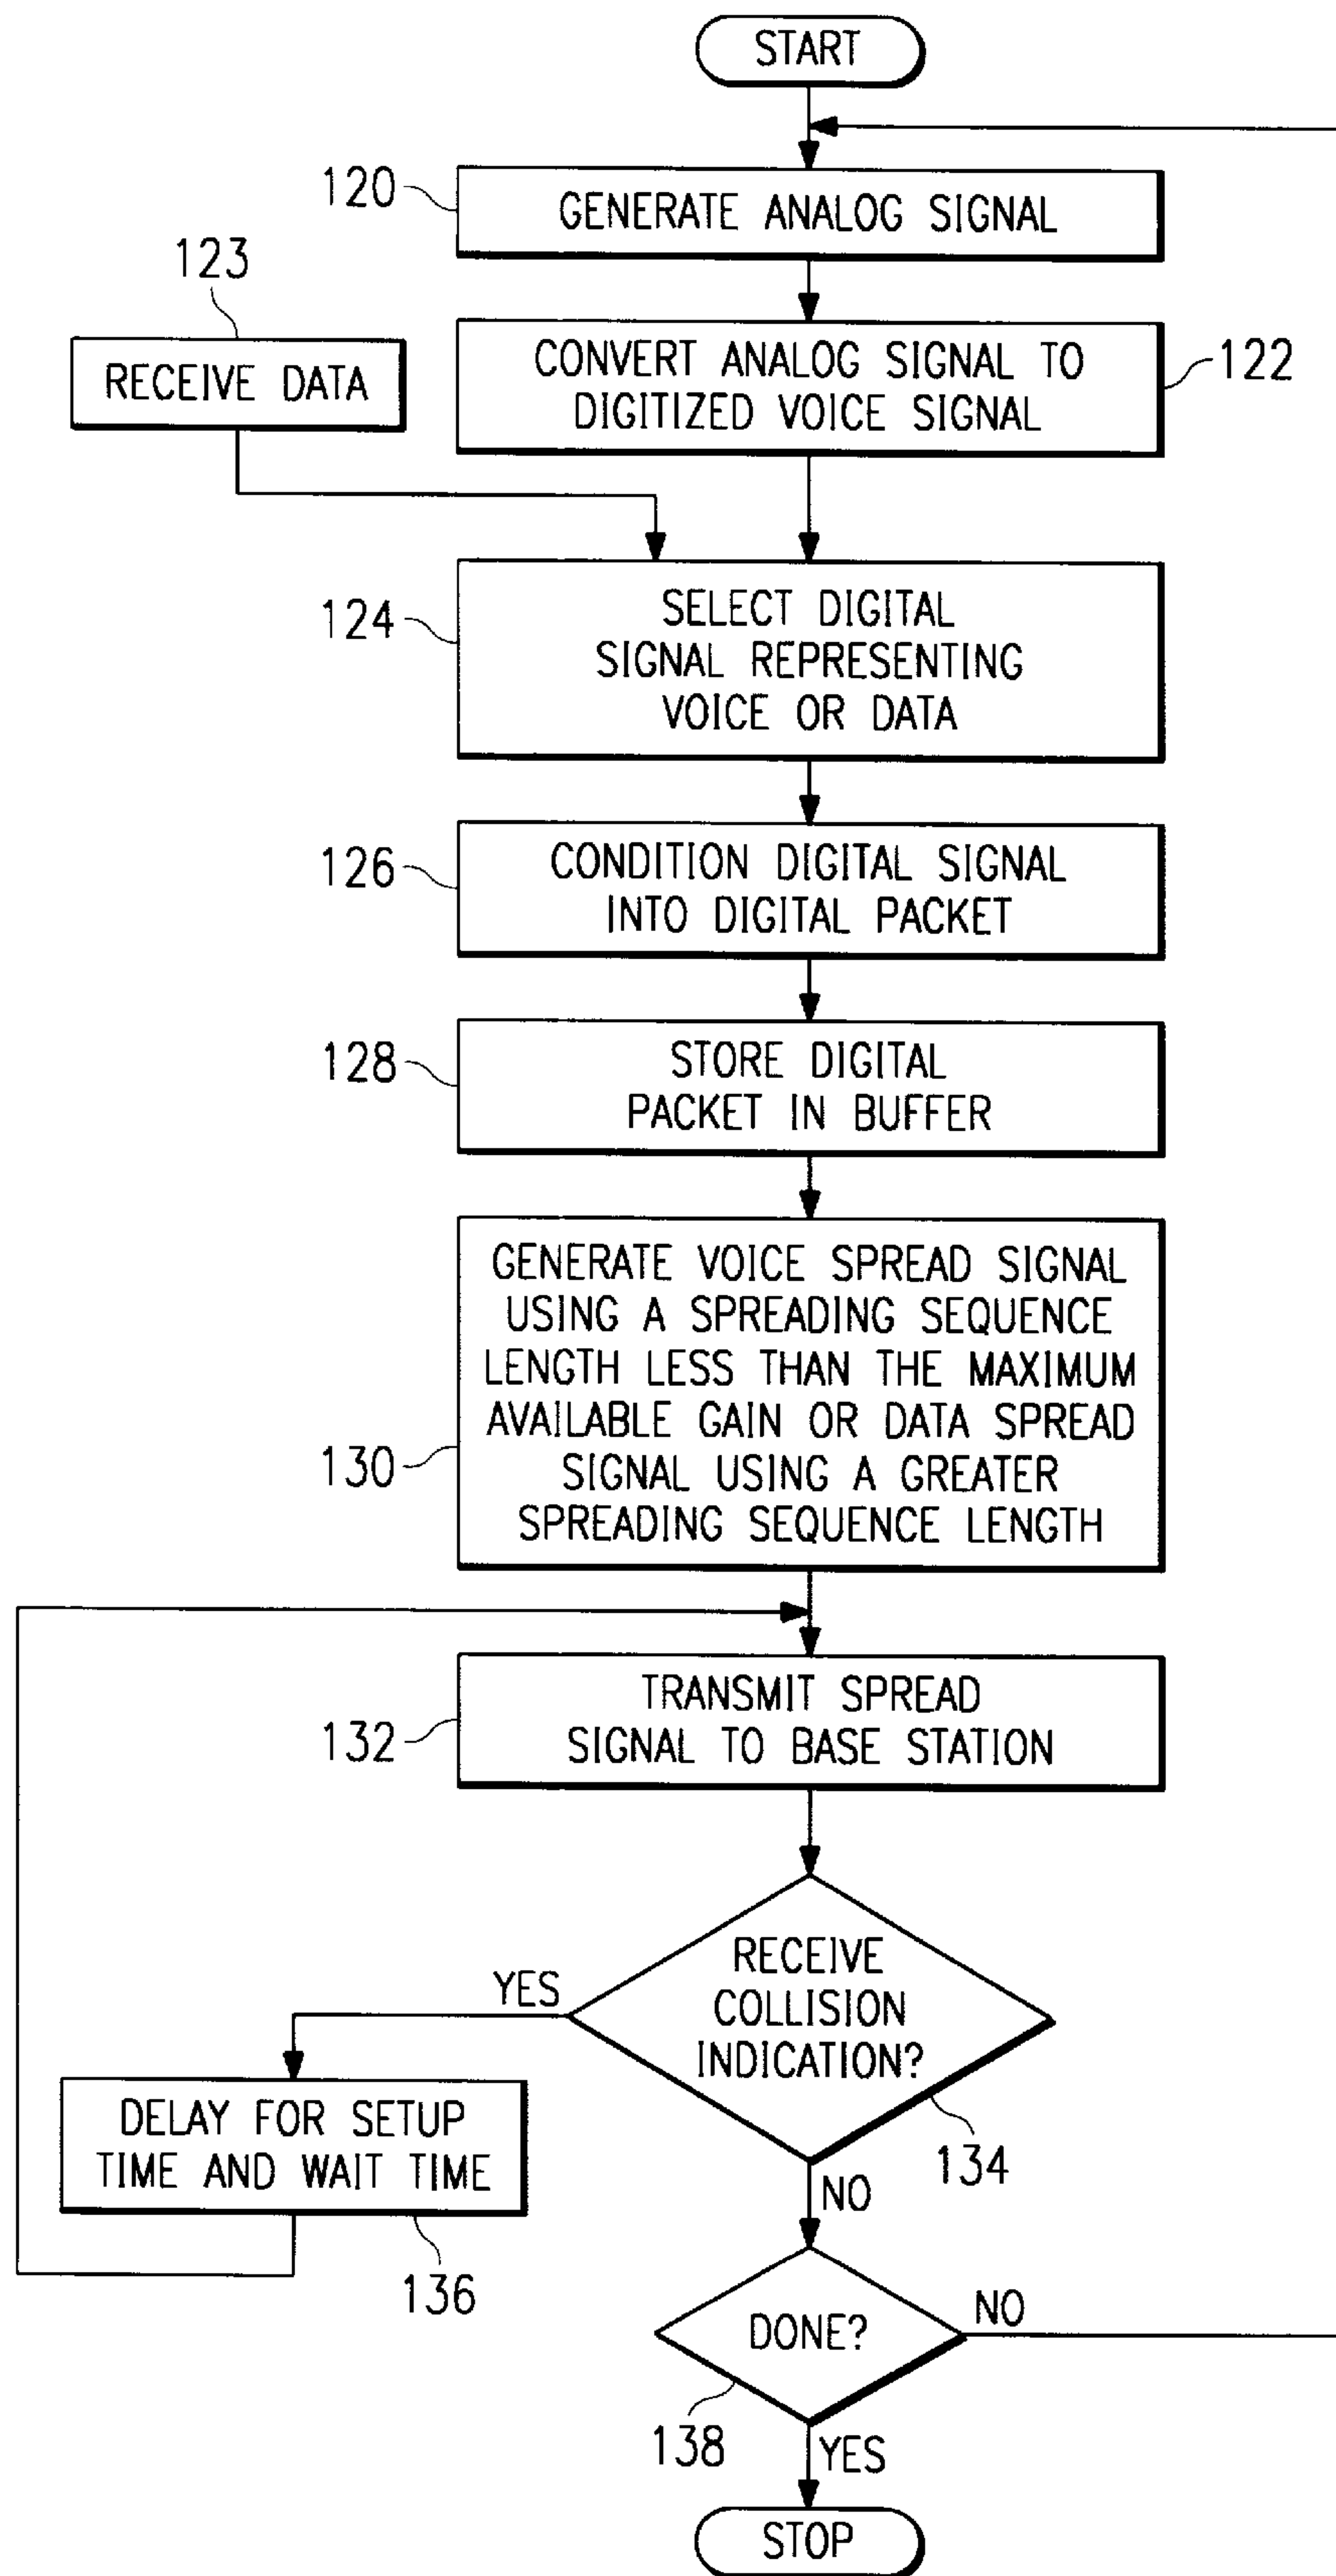 START
120
GENERATE ANALOG SIGNAL
123
RECEIVE DATA
CONVERT ANALOG SIGNAL TO
DIGITIZED VOICE SIGNAL
122
124
SELECT DIGITAL
SIGNAL REPRESENTING
VOICE OR DATA
126
CONDITION DIGITAL SIGNAL
INTO DIGITAL PACKET
128
STORE DIGITAL
PACKET IN BUFFER
130
GENERATE VOICE SPREAD SIGNAL
USING A SPREADING SEQUENCE
LENGTH LESS THAN THE MAXIMUM
AVAILABLE GAIN OR DATA SPREAD
SIGNAL USING A GREATER
SPREADING SEQUENCE LENGTH
132
TRANSMIT SPREAD
SIGNAL TO BASE STATION
RECEIVE
COLLISION
INDICATION?
134
YES
DELAY FOR SETUP
TIME AND WAIT TIME
136
NO
DONE?
138
NO
YES
STOP